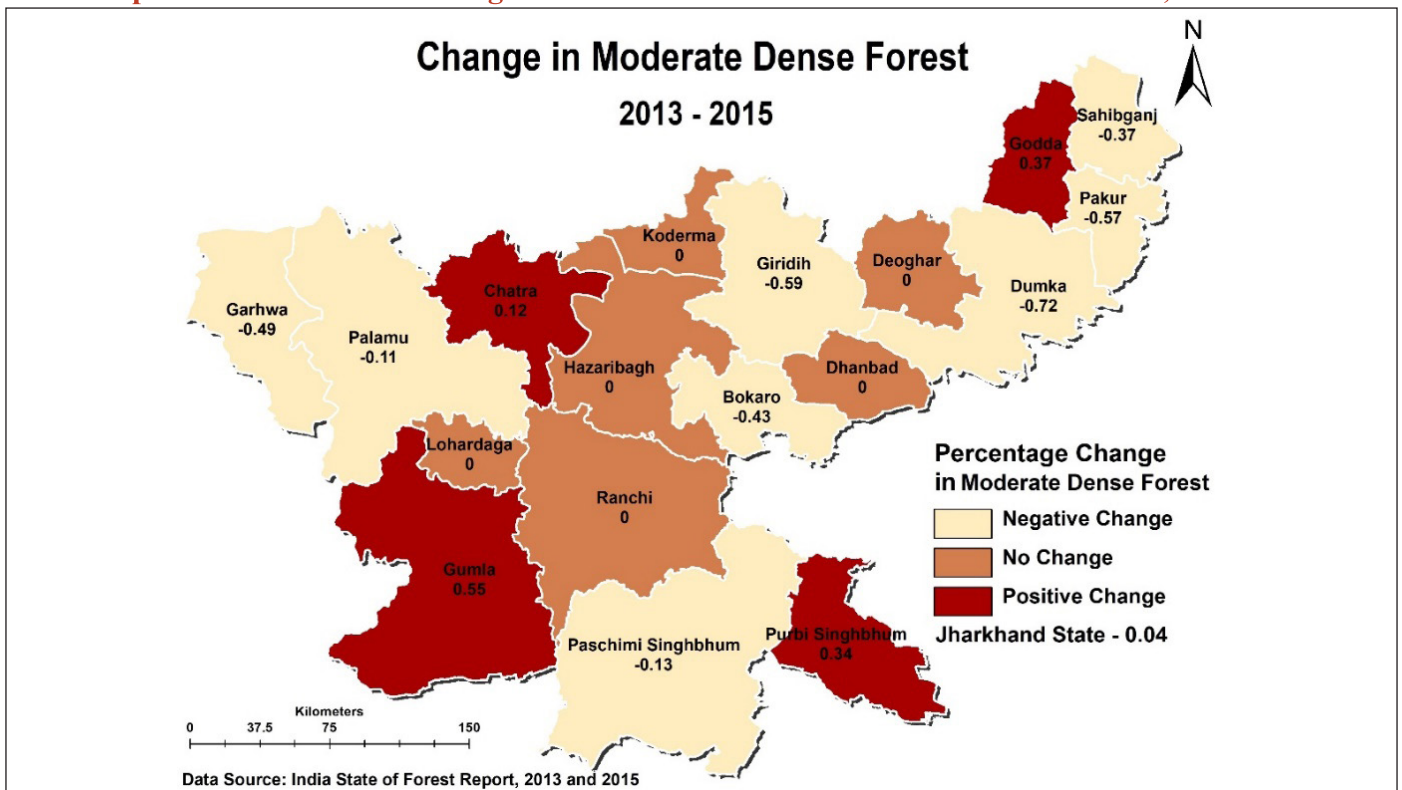 Change in Moderate Dense Forest
2013 - 2015
N
Sahibganj
-0.37
Godda
0.37
Pakur
-0.57
Koderma
0
Giridih
-0.59
Deoghar
0
Dumka
-0.72
Garhwa
-0.49
Palamu
-0.11
Chatra
0.12
Hazaribagh
0
Dhanbad
0
Bokaro
-0.43
Lohardaga
0
Ranchi
0
Gumla
0.55
Paschimi Singhbhum
-0.13
Purbi Singhbhum
0.34
Percentage Change
in Moderate Dense Forest
Negative Change
No Change
Positive Change
Jharkhand State - 0.04
Kilometers
0 37.5 75 150
Data Source: India State of Forest Report, 2013 and 2015